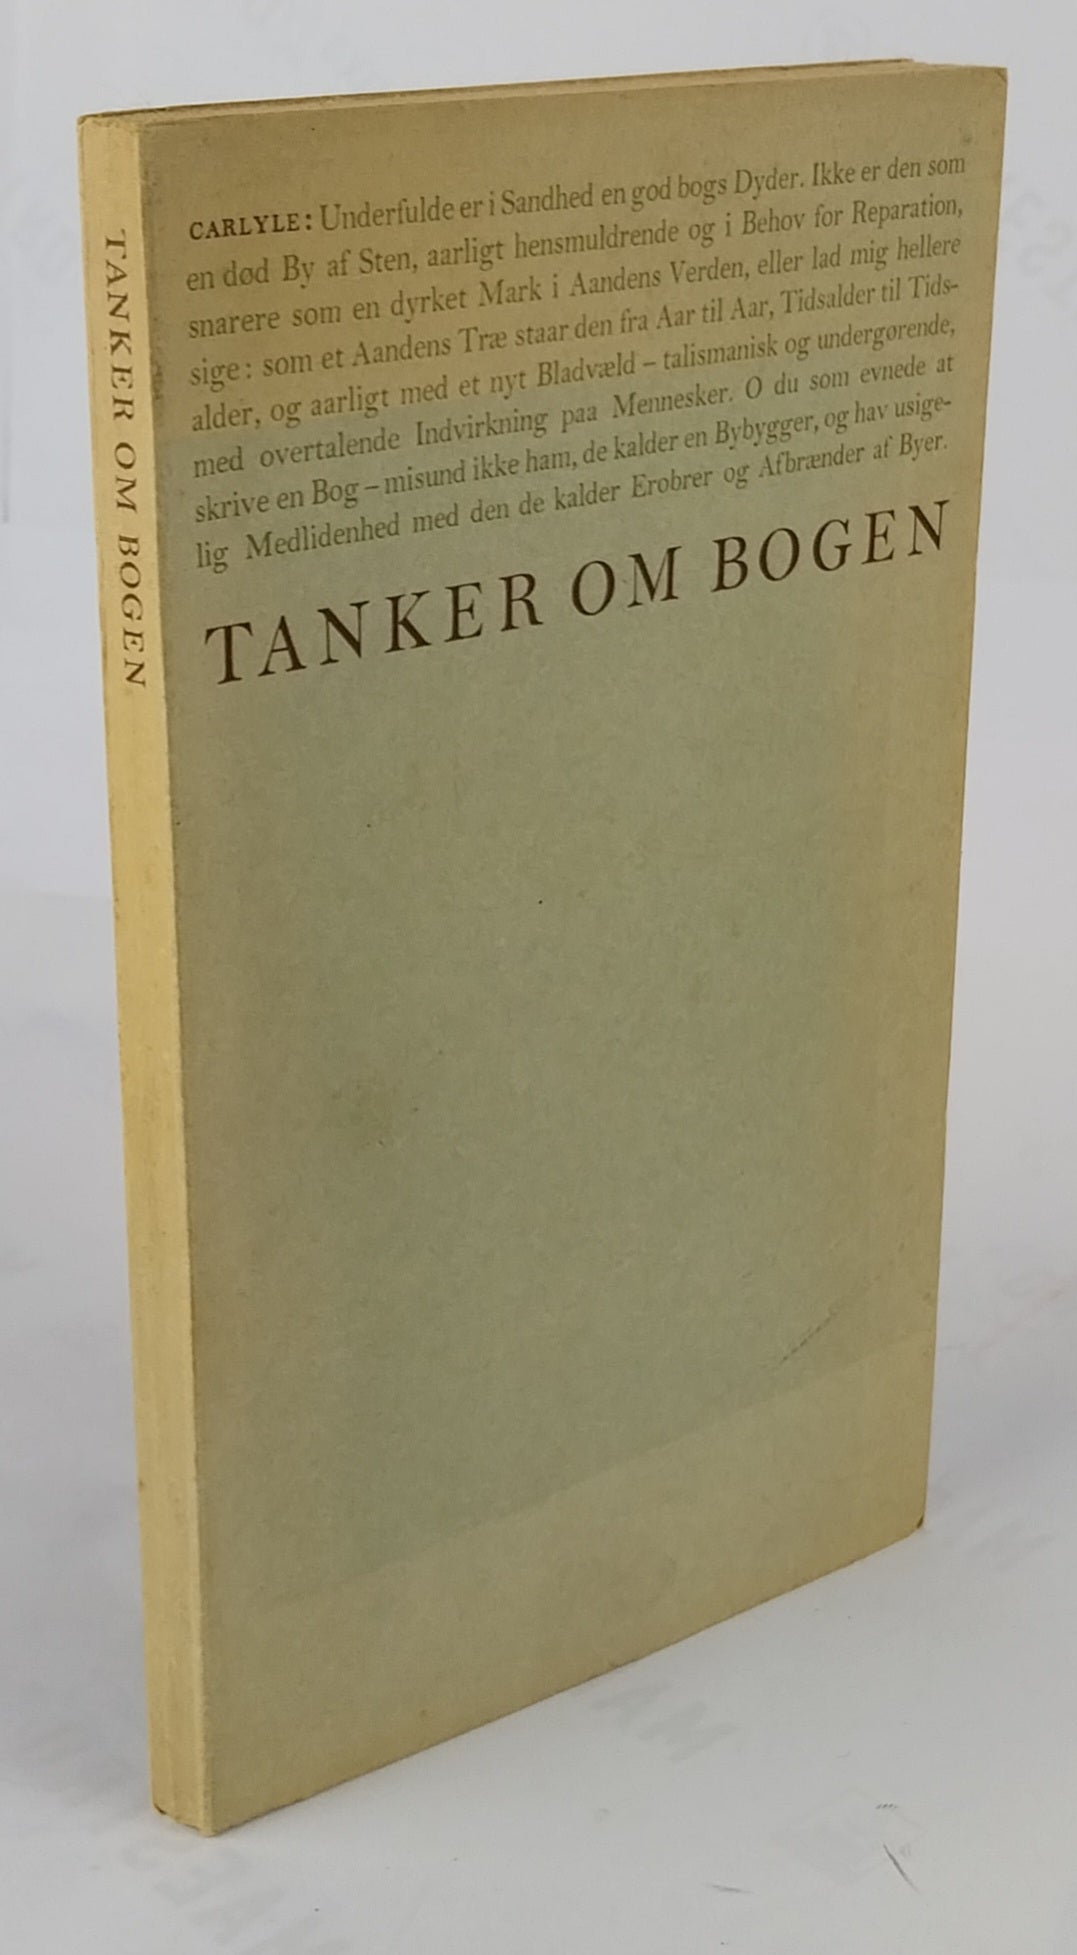 TANKER OM BOGEN
CARLYLE: Underfulde er i Sandhed en god bogs Dyder. Ikke er den som
en død By af Sten, aarligt hensmuldrende og i Behov for Reparation,
snarere som en dyrket Mark i Aandens Verden, eller lad mig hellere
sige: som et Aandens Træ staar den fra Aar til Aar, Tidsalder til Tids-
alder, og aarligt med et nyt Bladvæld – talismanisk og undergørende,
med overtalende Indvirkning paa Mennesker. O du som evnede at
skrive en Bog – misund ikke ham, de kalder en Bybygger, og hav usige-
lig Medlidenhed med den de kalder Erobrer og Afbrænder af Byer.
TANKER OM BOGEN